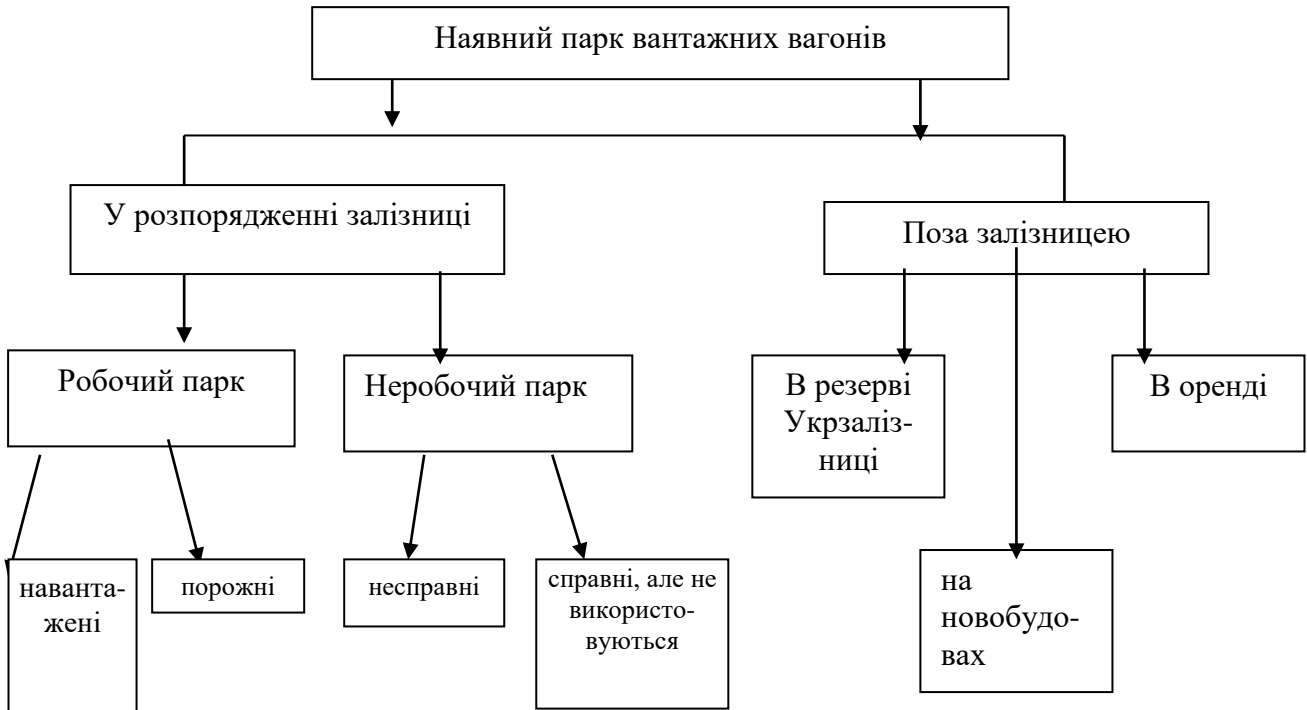 Наявний парк вантажних вагонів
У розпорядженні залізниці
Поза залізницею
Робочий парк
Неробочий парк
В резерві
Укрзаліз-
ниці
В оренді
наванта-
жені
порожні
несправні
справні, але не
використо-
вуються
на
новобудо-
вах